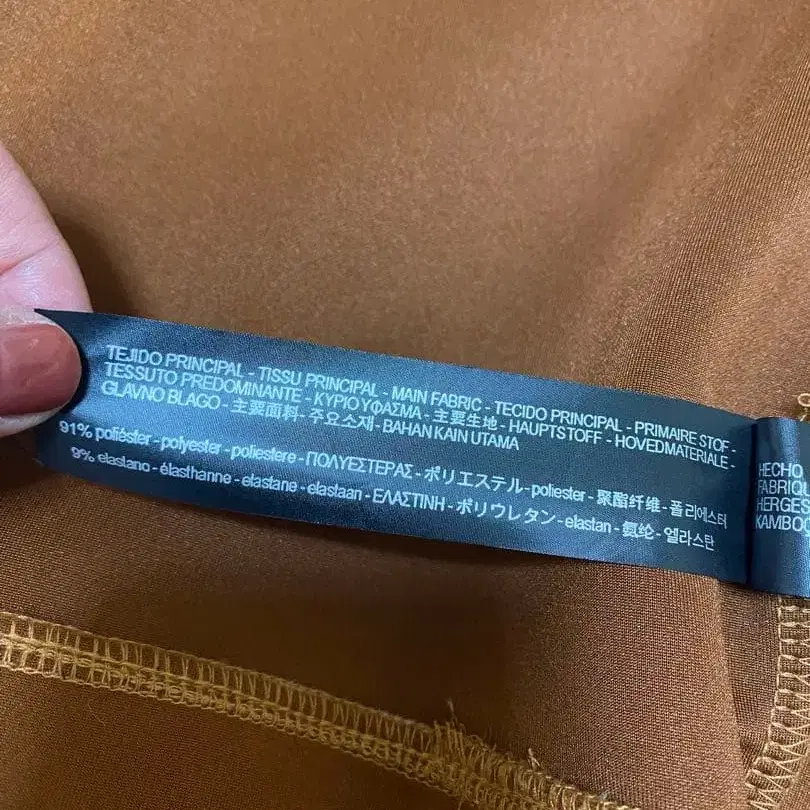 TEJIDO PRINCIPAL - TISSU PRINCIPAL - MAIN FABRIC - TECIDO PRINCIPAL - PRIMAIRE STOF -
TESSUTO PREDOMINANTE - ΚΥΡΙΟ ΥΦΑΣΜΑ - 主要生地 - HAUPTSTOFF - HOVEDMATERIALE -
GLAVNO BLAGO - 主要面料 - 주요소재 - BAHAN KAIN UTAMA
91% poliéster - polyester - poliestere - ΠΟΛΥΕΣΤΕΡΑΣ - ポリエステル - poliester - 聚酯纤维 - 폴리에스터
9% elastano - élasthanne - elastane - elastaan - ΕΛΑΣΤΙΝΗ - ポリウレタン - elastan - 氨纶 - 엘라스탄
HECHO
FABRIQU
HERGES
KAMBOD